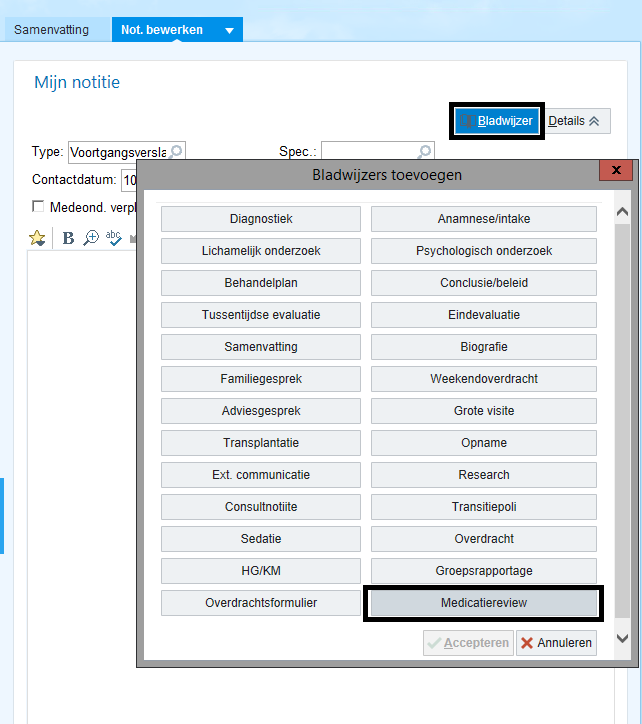 Samenvatting Not. bewerken
Mijn notitie
Bladwijzer Details
Type: Voortgangsversla Spec.:
Contactdatum: 10
Bladwijzers toevoegen x
Medeond. verpl
B abc
Diagnostiek Anamnese/intake
Lichamelijk onderzoek Psychologisch onderzoek
Behandelplan Conclusie/beleid
Tussentijdse evaluatie Eindevaluatie
Samenvatting Biografie
Familiegesprek Weekendoverdracht
Adviesgesprek Grote visite
Transplantatie Opname
Ext. communicatie Research
Consultnotiite Transitiepoli
Sedatie Overdracht
HG/KM Groepsrapportage
Overdrachtsformulier Medicatiereview
Accepteren Annuleren